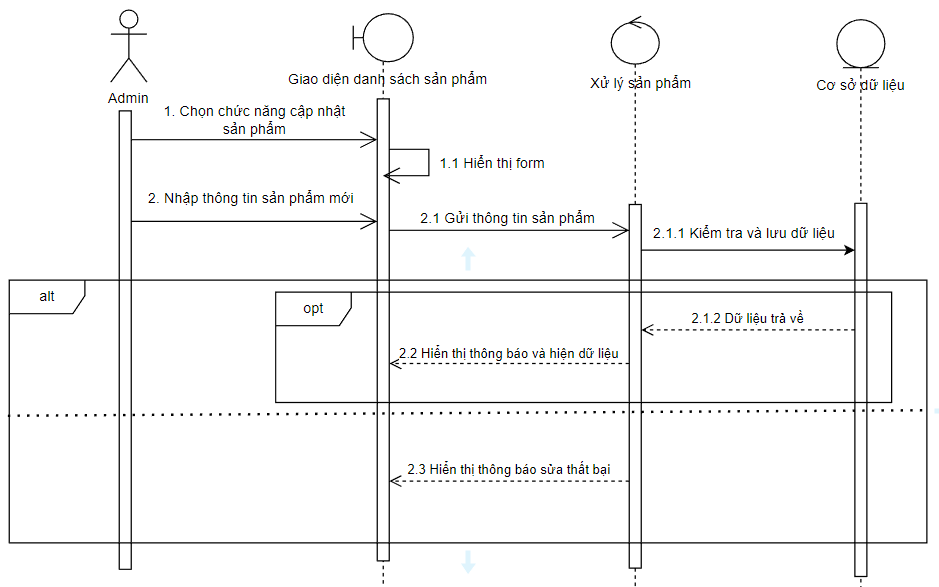 Giao diện danh sách sản phẩm
Xử lý sản phẩm
Cơ sở dữ liệu
Admin
1. Chọn chức năng cập nhật
sản phẩm
1.1 Hiển thị form
2. Nhập thông tin sản phẩm mới
2.1 Gửi thông tin sản phẩm
2.1.1 Kiểm tra và lưu dữ liệu
alt
opt
2.1.2 Dữ liệu trả về
2.2 Hiển thị thông báo và hiện dữ liệu
2.3 Hiển thị thông báo sửa thất bại